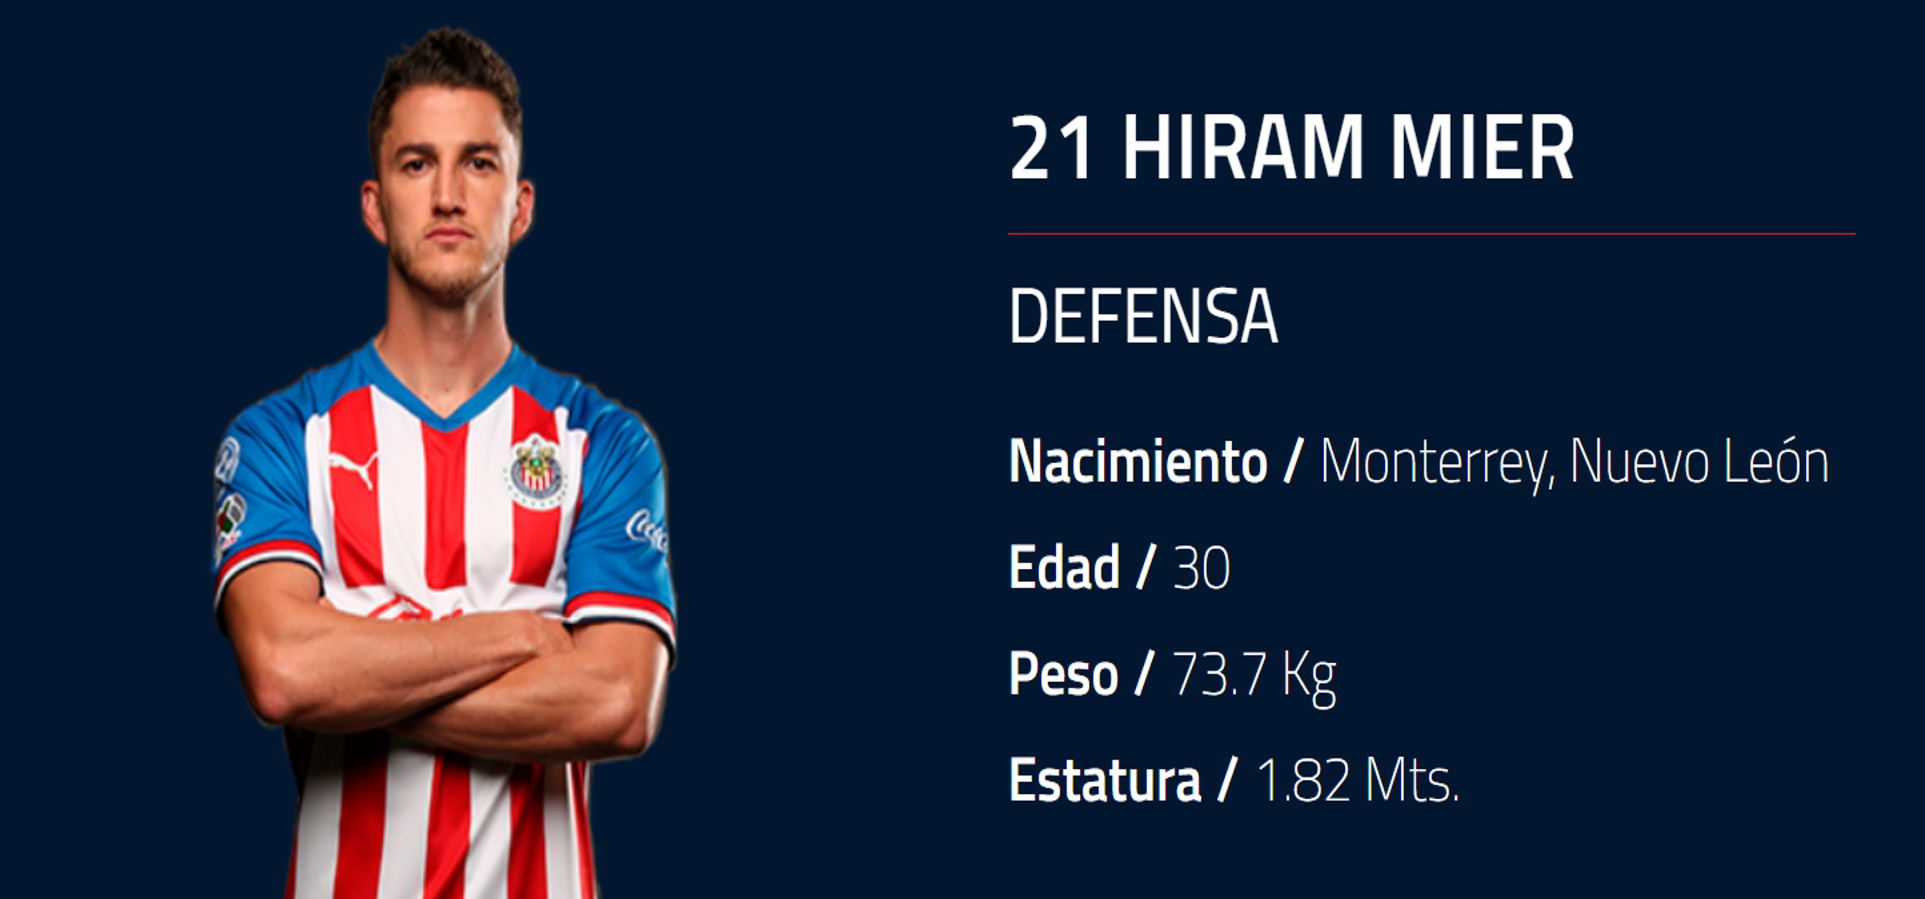 21 HIRAM MIER
DEFENSA
Nacimiento / Monterrey, Nuevo León
Edad / 30
Peso / 73.7 Kg
Estatura / 1.82 Mts.